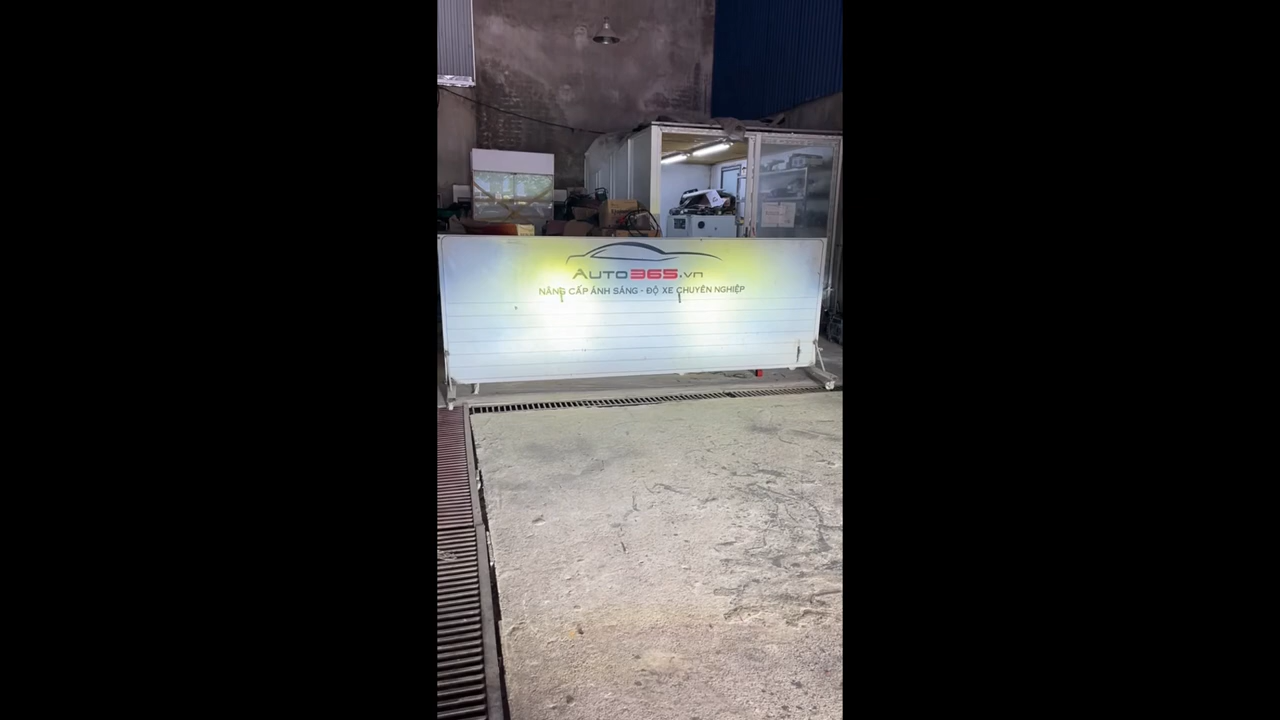 AUTO365.VN
NÂNG CẤP ÁNH SÁNG - ĐỘ XE CHUYÊN NGHIỆP